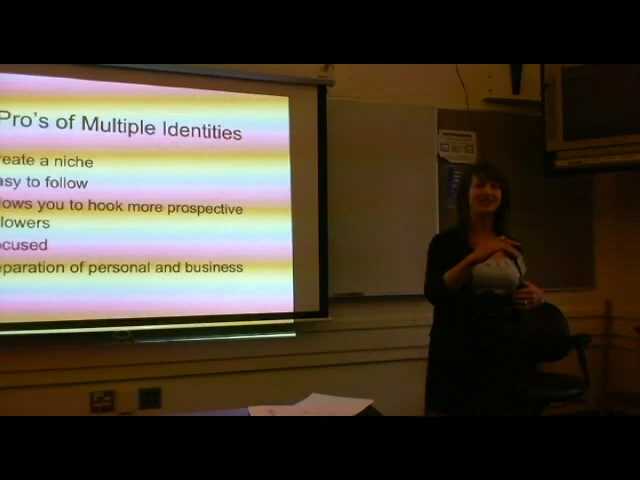 Pro's of Multiple Identities
reate a niche
asy to follow
lows you to hook more prospective
lowers
ocused
eparation of personal and business